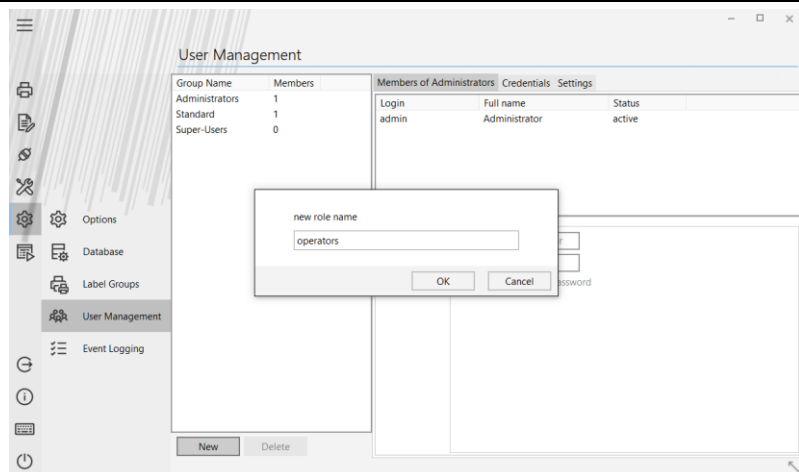 User Management
Group Name Members
Administrators 1
Standard 1
Super-Users 0
Members of Administrators Credentials Settings
Login Full name Status
admin Administrator active
new role name
operators
OK Cancel
Options
Database
Label Groups
User Management
Event Logging
New Delete